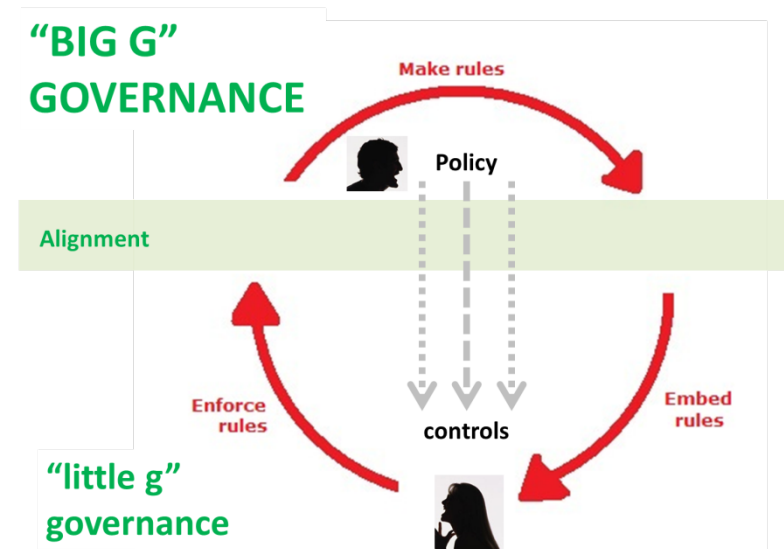 “BIG G”
GOVERNANCE
Make rules
Policy
Alignment
Enforce
rules
Embed
rules
controls
“little g”
governance